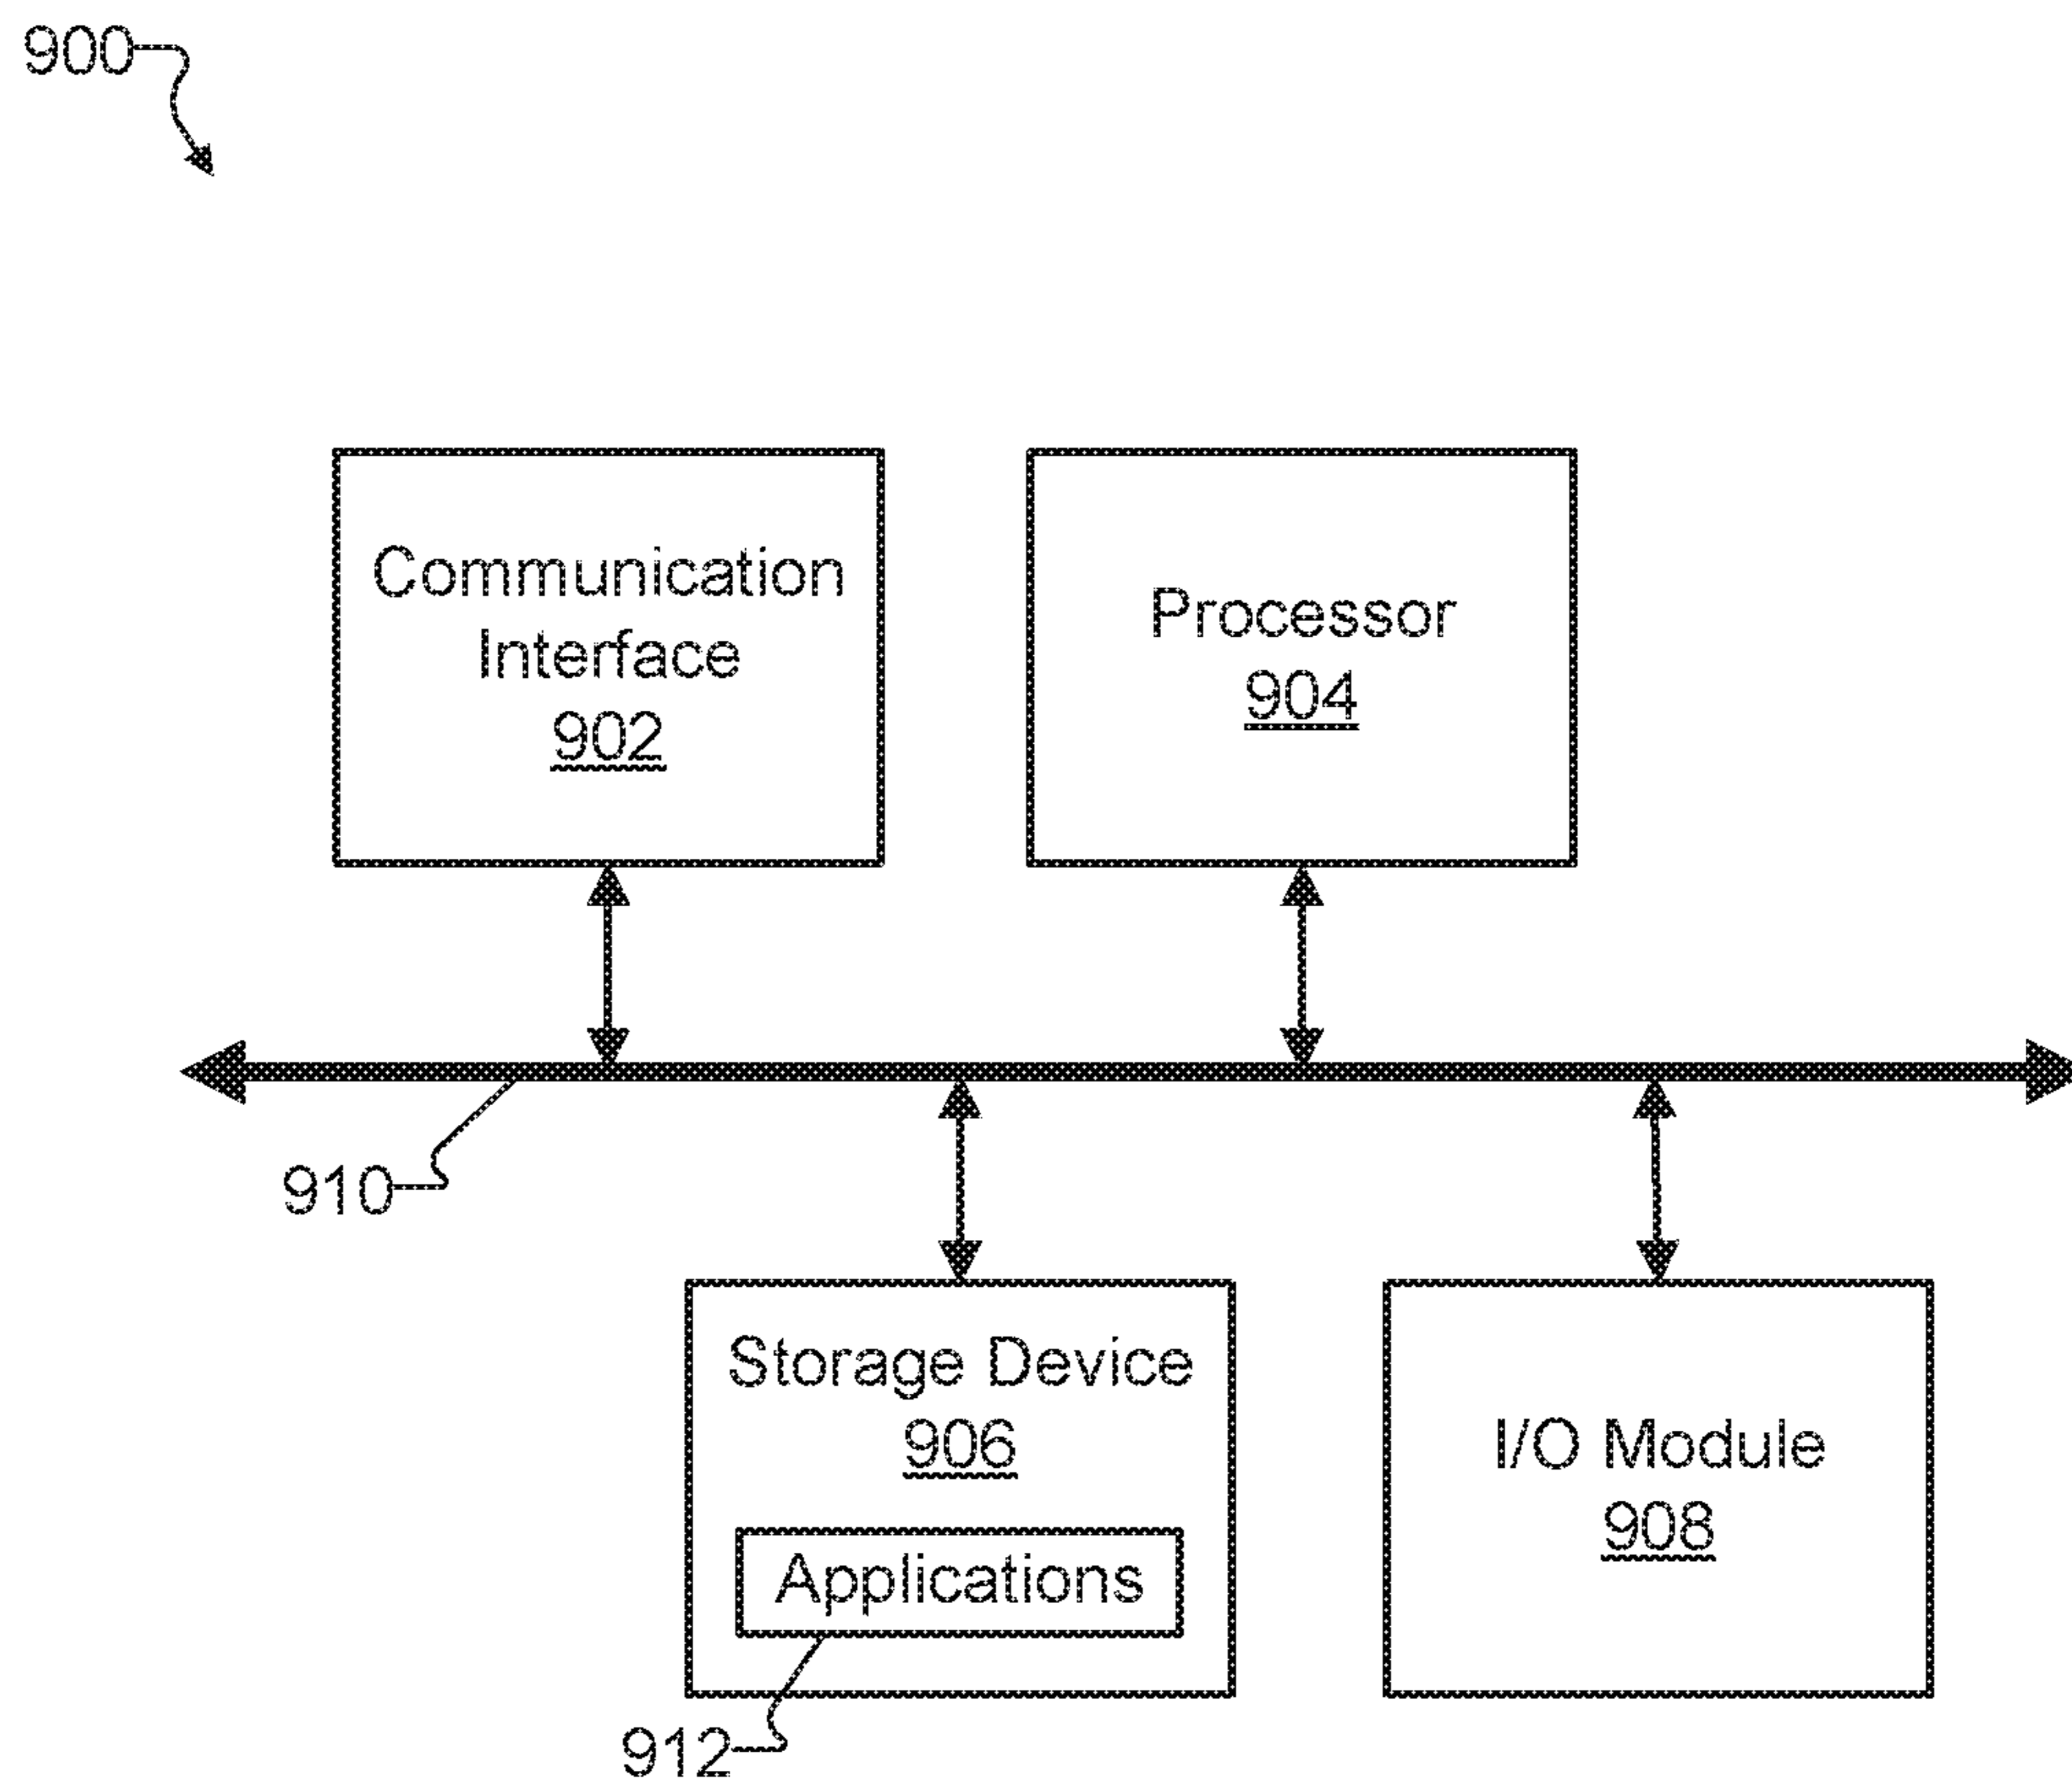 900
Communication
Interface
902
Processor
904
910
Storage Device
906
Applications
912
I/O Module
908